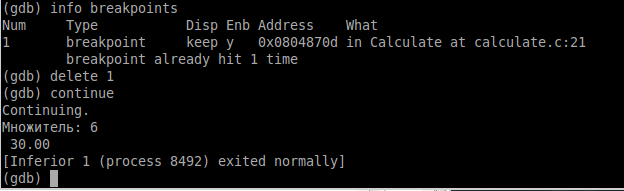 (gdb) info breakpoints
Num     Type           Disp Enb Address    What
1       breakpoint     keep y   0x0804870d in Calculate at calculate.c:21
        breakpoint already hit 1 time
(gdb) delete 1
(gdb) continue
Continuing.
Множитель: 6
 30.00
[Inferior 1 (process 8492) exited normally]
(gdb)